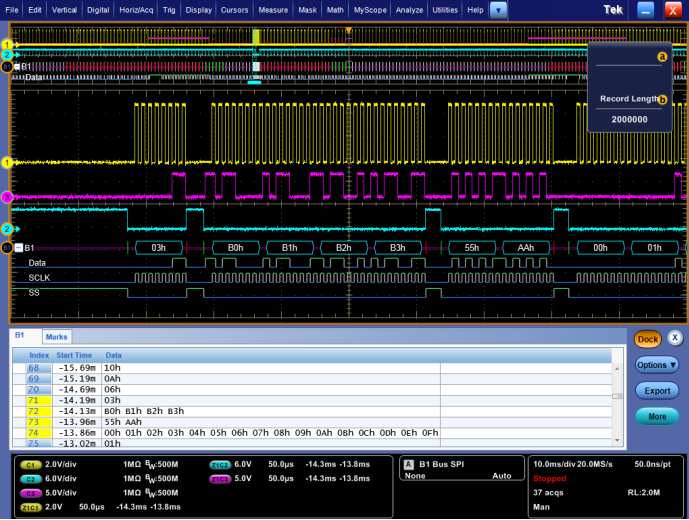 File Edit Vertical Digital Horiz/Acq Trig Display Cursors Measure Mask Math MyScope Analyze Utilities Help Tek X
1
2
B1 B1
Data
a
Record Length b
2000000
1
3
2
B1 B1 03h B0h B1h B2h B3h 55h AAh 00h 01h
Data
SCLK
SS
B1 Marks
Dock X
Index Start Time Data
68 -15.69m 10h
69 -15.19m 0Ah
70 -14.69m 06h
71 -14.19m 03h
72 -14.13m B0h B1h B2h B3h
73 -13.96m 55h AAh
74 -13.86m 00h 01h 02h 03h 04h 05h 06h 07h 08h 09h 0Ah 0Bh 0Ch 0Dh 0Eh 0Fh
75 -13.02m 01h
Options
Export
More
C1 2.0V/div 1MΩ BW:500M
C2 6.0V/div 1MΩ BW:500M
C3 5.0V/div 1MΩ BW:500M
Z1C1 2.0V 50.0µs -14.3ms -13.8ms
Z1C2 6.0V 50.0µs -14.3ms -13.8ms
Z1C3 5.0V 50.0µs -14.3ms -13.8ms
A B1 Bus SPI
None Auto
10.0ms/div 20.0MS/s 50.0ns/pt
Stopped
37 acqs RL:2.0M
Man